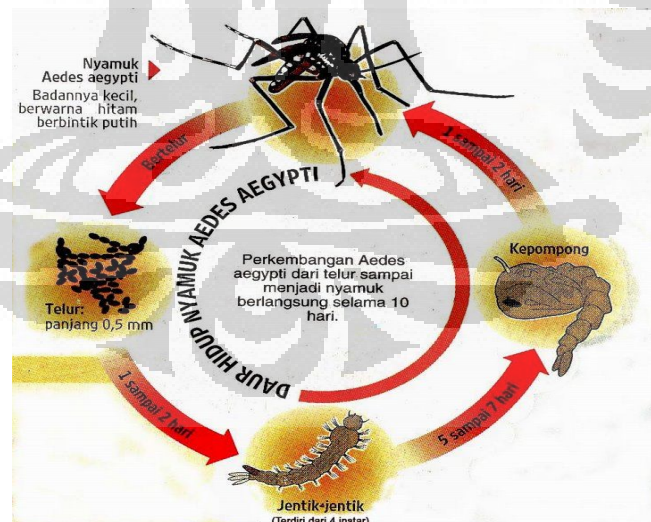 Nyamuk
Aedes aegypti
Badannya kecil,
berwarna hitam
berbintik putih
Bertelur
1 sampai 2 hari
DAUR HIDUP NYAMUK AEDES AEGYPTI
Perkembangan Aedes
aegypti dari telur sampai
menjadi nyamuk
berlangsung selama 10
hari.
Kepompong
Telur:
panjang 0,5 mm
1 sampai 2 hari
5 sampai 7 hari
Jentik-jentik
(Terdiri dari 4 instar)